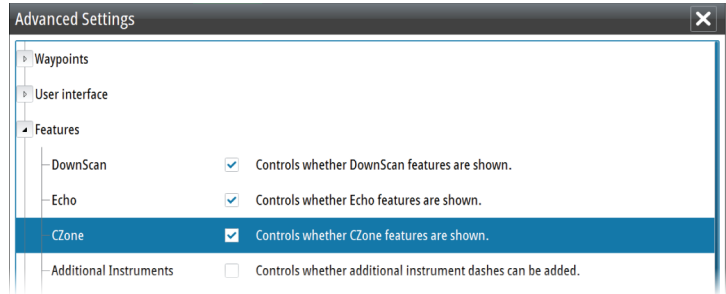 Advanced Settings
Waypoints
User interface
Features
DownScan Controls whether DownScan features are shown.
Echo Controls whether Echo features are shown.
CZone Controls whether CZone features are shown.
Additional Instruments Controls whether additional instrument dashes can be added.